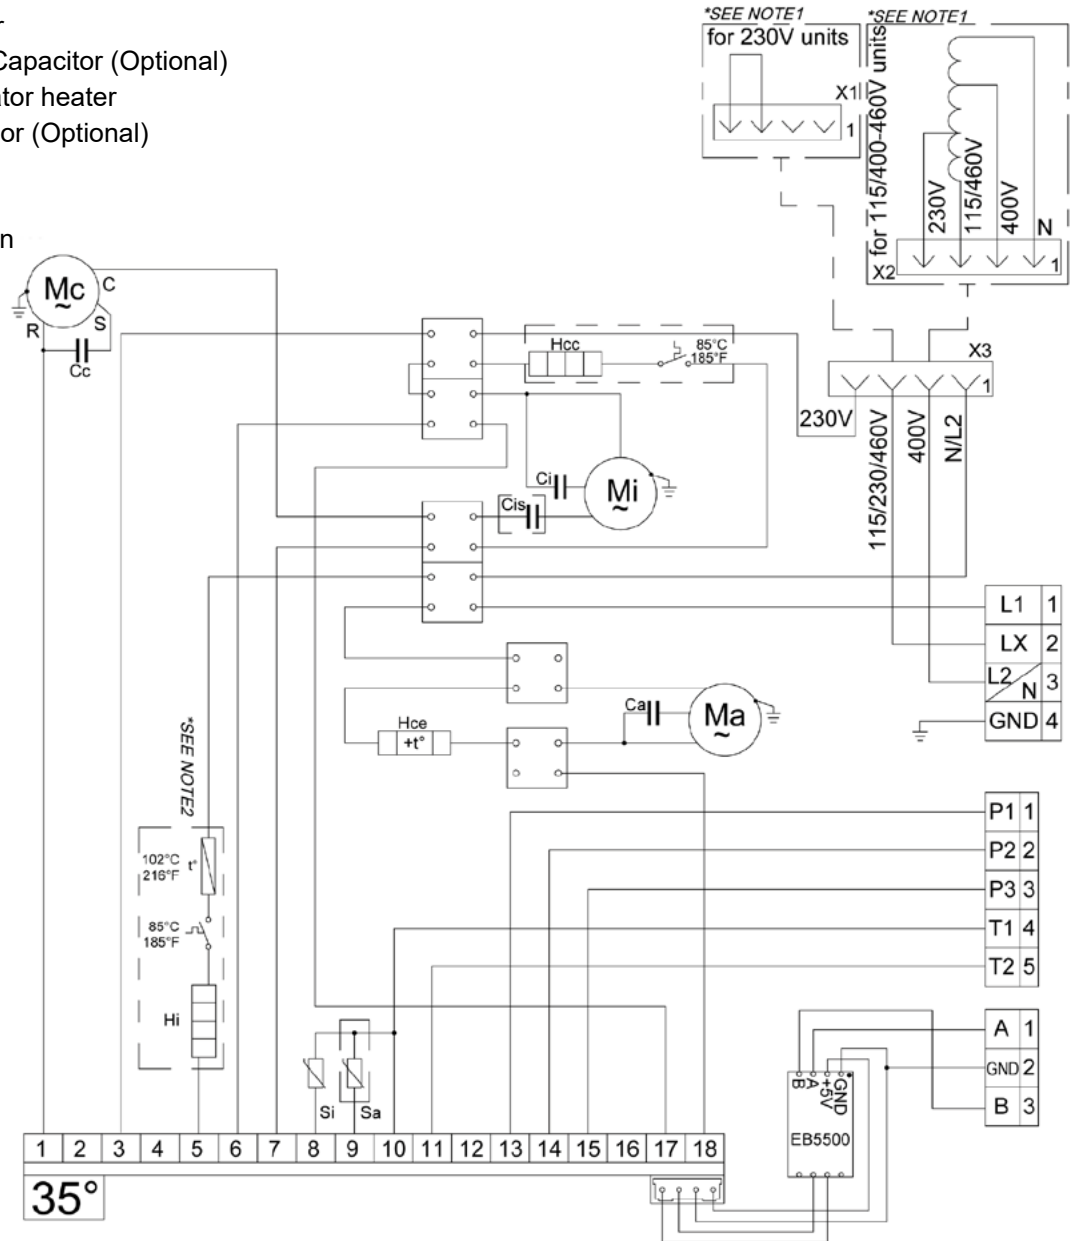 r
Capacitor (Optional)
ator heater
or (Optional)
n
*SEE NOTE1
for 230V units
X1
1
*SEE NOTE1
for 115/400-460V units
230V
115/460V
400V
N
X2
1
Mc
~
C
R
S
Cc
Hcc
85°C
185°F
X3
1
230V
115/230/460V
400V
N/L2
Ci
Mi
~
Cis
L1 1
LX 2
L2/N 3
GND 4
Ca
Ma
~
Hce
+t°
*SEE NOTE2
102°C
216°F
t°
85°C
185°F
Hi
P1 1
P2 2
P3 3
T1 4
T2 5
Si
Sa
A 1
GND 2
B 3
B
A
+5V
GND
EB5500
1 2 3 4 5 6 7 8 9 10 11 12 13 14 15 16 17 18
35°